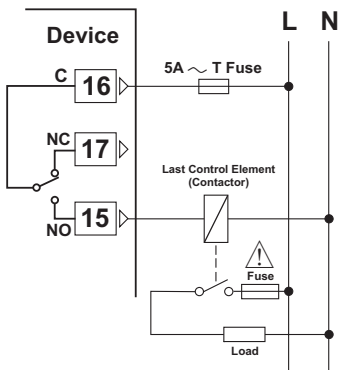 L N
Device
5A ~ T Fuse
C 16
NC 17
Last Control Element
(Contactor)
15
NO
Fuse
Load